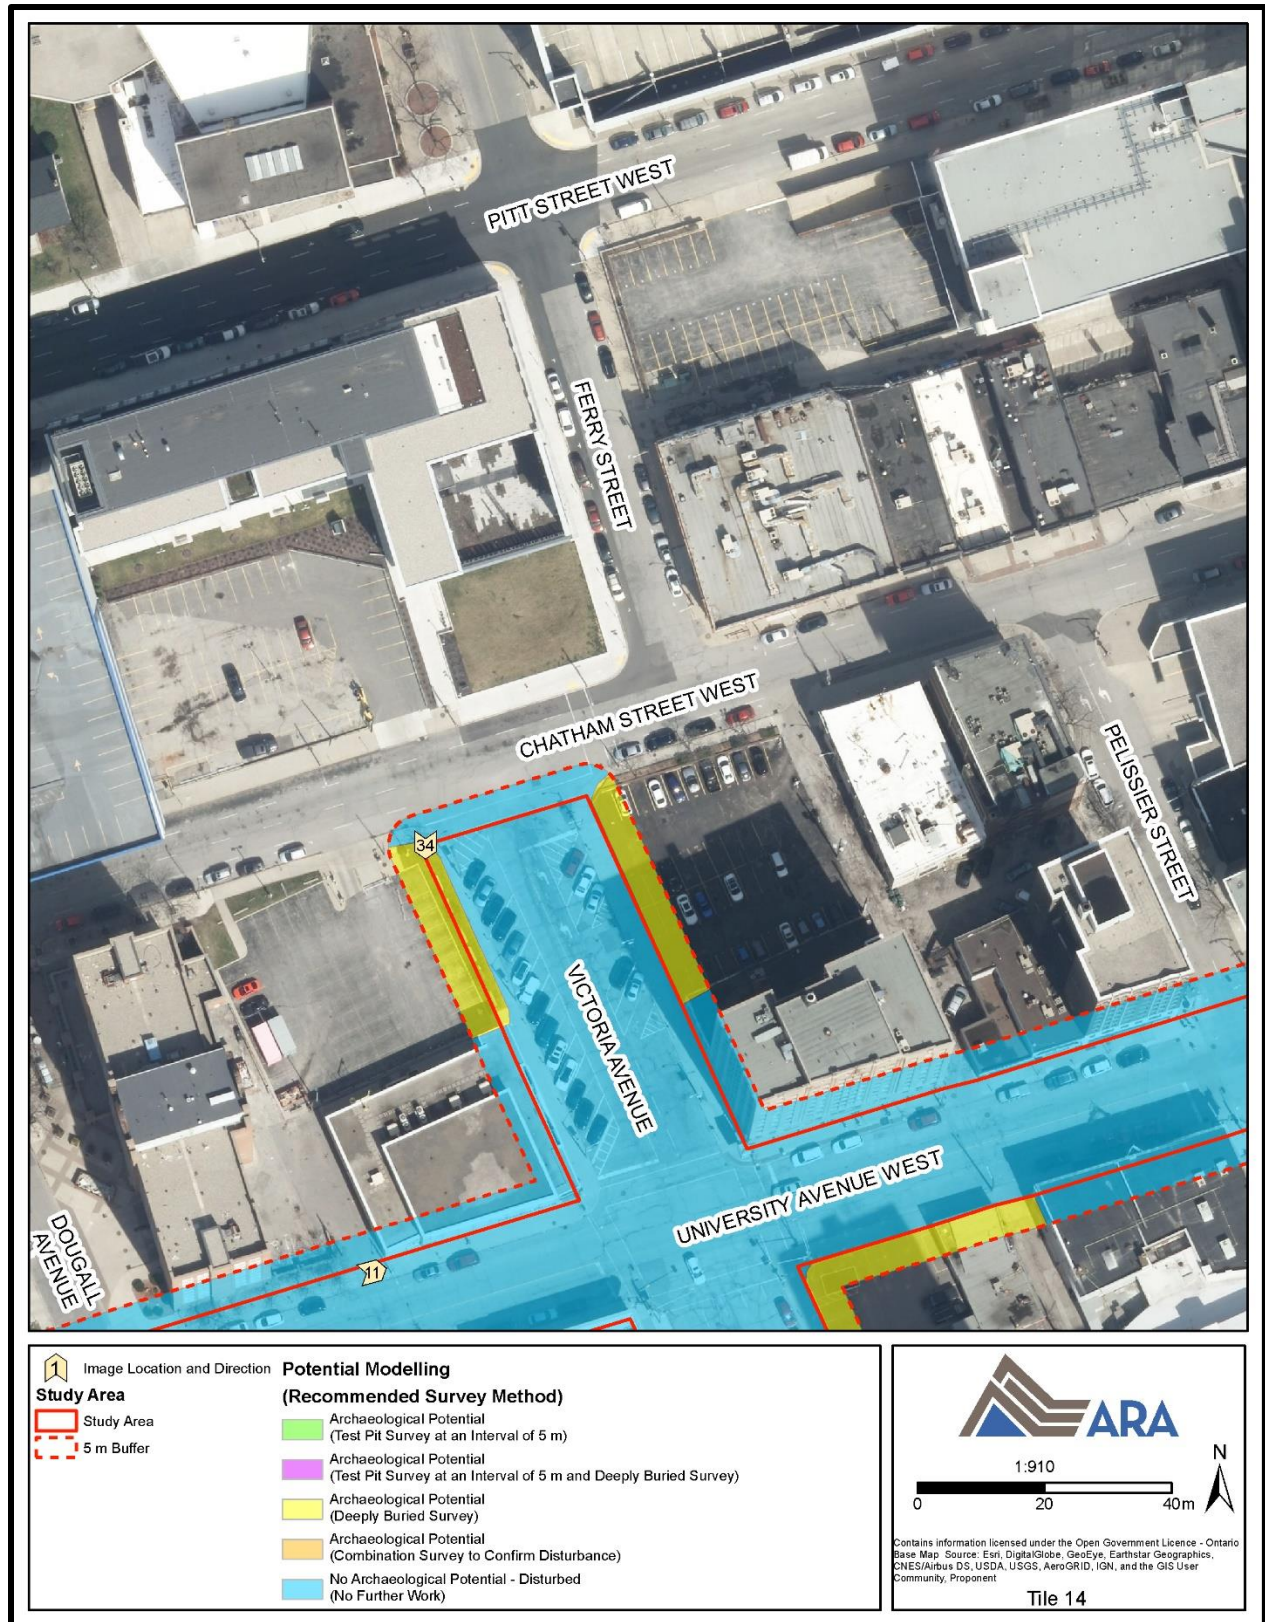 PITT STREET WEST
FERRY STREET
CHATHAM STREET WEST
PELISSIER STREET
34
VICTORIA AVENUE
UNIVERSITY AVENUE WEST
DOUGALL
AVENUE
11
1 Image Location and Direction
Study Area
Study Area
5 m Buffer
Potential Modelling
(Recommended Survey Method)
Archaeological Potential
(Test Pit Survey at an Interval of 5 m)
Archaeological Potential
(Test Pit Survey at an Interval of 5 m and Deeply Buried Survey)
Archaeological Potential
(Deeply Buried Survey)
Archaeological Potential
(Combination Survey to Confirm Disturbance)
No Archaeological Potential - Disturbed
(No Further Work)
ARA
1:910
N
0 20 40m
Contains information licensed under the Open Government Licence - Ontario
Base Map Source: Esri, DigitalGlobe, GeoEye, Earthstar Geographics,
CNES/Airbus DS, USDA, USGS, AeroGRID, IGN, and the GIS User
Community, Proponent
Tile 14